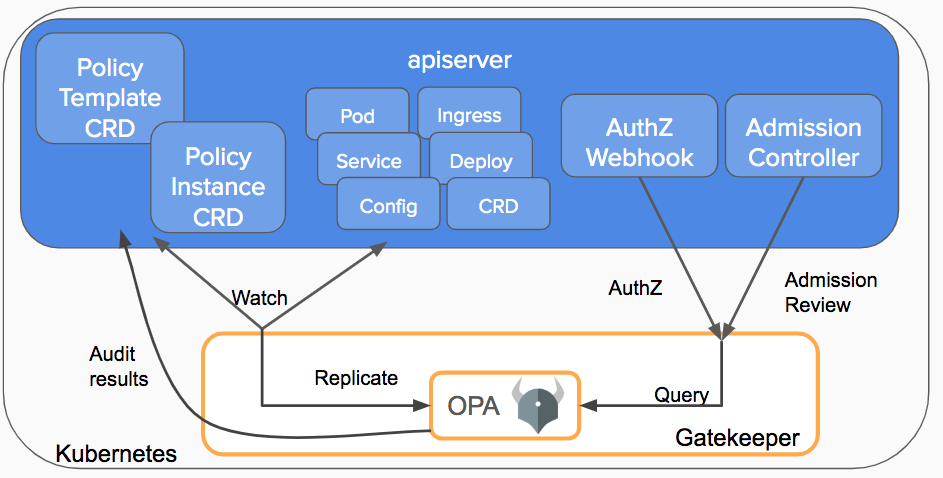 apiserver
Policy
Template
CRD
Policy
Instance
CRD
Pod
Ingress
Service
Deploy
Config
CRD
AuthZ
Webhook
Admission
Controller
Watch
AuthZ
Admission
Review
Audit
results
Replicate
OPA
Query
Gatekeeper
Kubernetes